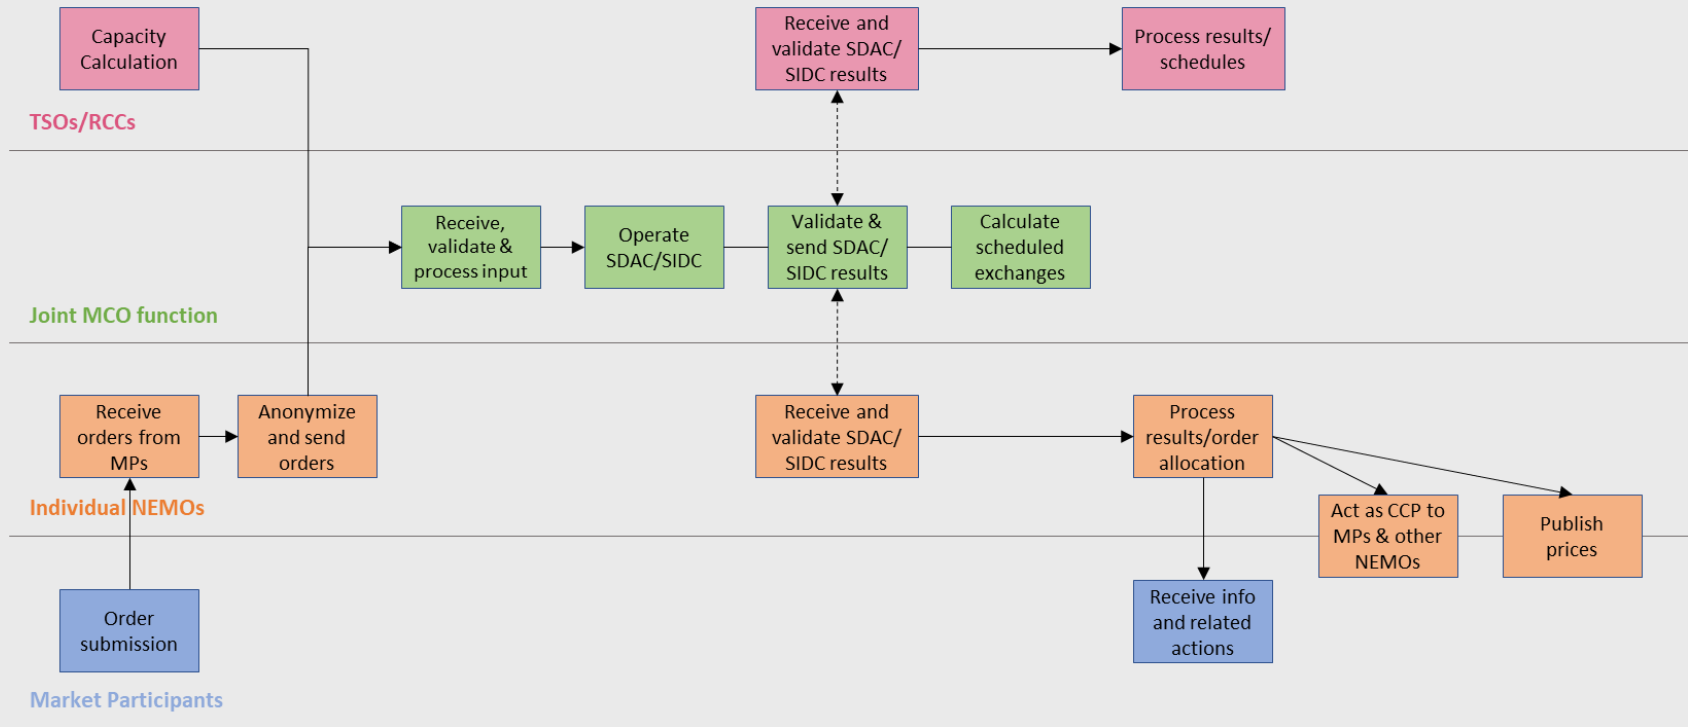 Capacity
Calculation
Receive and
validate SDAC/
SIDC results
Process results/
schedules
TSOs/RCCs
Receive,
validate &
process input
Operate
SDAC/SIDC
Validate &
send SDAC/
SIDC results
Calculate
scheduled
exchanges
Joint MCO function
Receive
orders from
MPs
Anonymize
and send
orders
Receive and
validate SDAC/
SIDC results
Process
results/order
allocation
Individual NEMOs
Act as CCP to
MPs & other
NEMOs
Publish
prices
Order
submission
Receive info
and related
actions
Market Participants